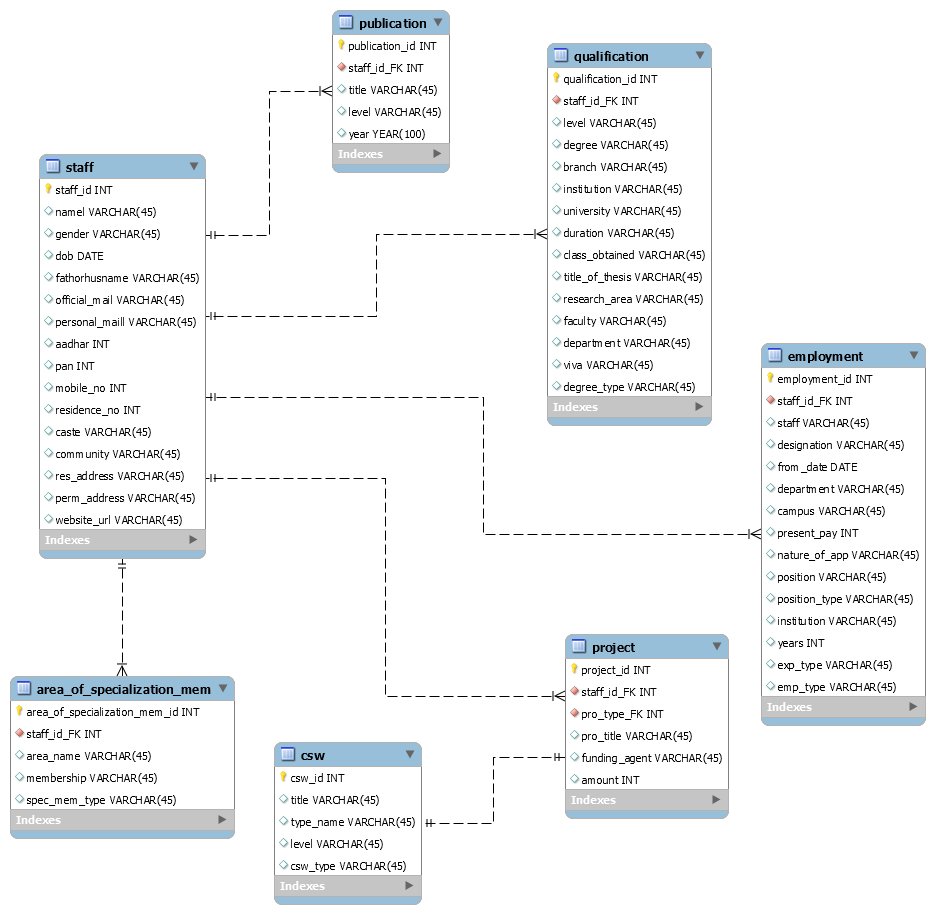 publication
publication_id INT
staff_id_FK INT
title VARCHAR(45)
level VARCHAR(45)
year YEAR(100)
Indexes
qualification
qualification_id INT
staff_id_FK INT
level VARCHAR(45)
degree VARCHAR(45)
branch VARCHAR(45)
institution VARCHAR(45)
university VARCHAR(45)
duration VARCHAR(45)
class_obtained VARCHAR(45)
title_of_thesis VARCHAR(45)
research_area VARCHAR(45)
faculty VARCHAR(45)
department VARCHAR(45)
viva VARCHAR(45)
degree_type VARCHAR(45)
Indexes
staff
staff_id INT
namel VARCHAR(45)
gender VARCHAR(45)
dob DATE
fathorhusname VARCHAR(45)
official_mail VARCHAR(45)
personal_maill VARCHAR(45)
aadhar INT
pan INT
mobile_no INT
residence_no INT
caste VARCHAR(45)
community VARCHAR(45)
res_address VARCHAR(45)
perm_address VARCHAR(45)
website_url VARCHAR(45)
Indexes
employment
employment_id INT
staff_id_FK INT
staff VARCHAR(45)
designation VARCHAR(45)
from_date DATE
department VARCHAR(45)
campus VARCHAR(45)
present_pay INT
nature_of_app VARCHAR(45)
position VARCHAR(45)
position_type VARCHAR(45)
institution VARCHAR(45)
years INT
exp_type VARCHAR(45)
emp_type VARCHAR(45)
Indexes
project
project_id INT
staff_id_FK INT
pro_type_FK INT
pro_title VARCHAR(45)
funding_agent VARCHAR(45)
amount INT
Indexes
area_of_specialization_mem
area_of_specialization_mem_id INT
staff_id_FK INT
area_name VARCHAR(45)
membership VARCHAR(45)
spec_mem_type VARCHAR(45)
Indexes
csw
csw_id INT
title VARCHAR(45)
type_name VARCHAR(45)
level VARCHAR(45)
csw_type VARCHAR(45)
Indexes